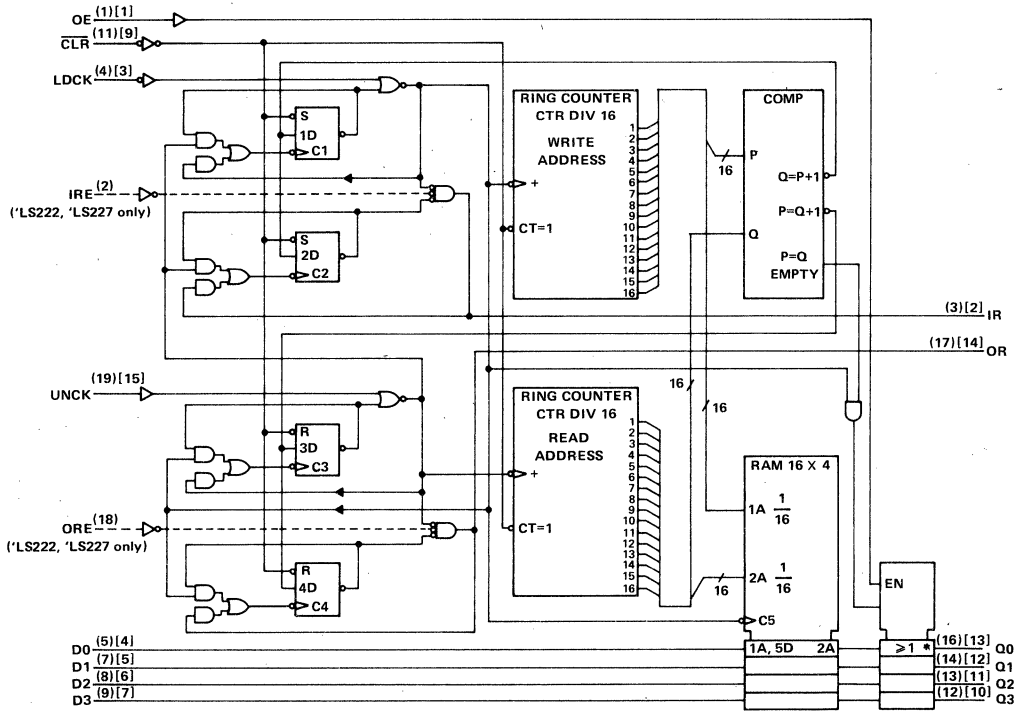 OE (1)[1]
CLR (11)[9]
LDCK (4)[3]
S
1D
C1
IRE (2)
('LS222, 'LS227 only)
S
2D
C2
RING COUNTER
CTR DIV 16
WRITE
ADDRESS
+
CT=1
1
2
3
4
5
6
7
8
9
10
11
12
13
14
15
16
COMP
P
16
Q=P+1
P=Q+1
Q
P=Q
EMPTY
(3)[2] IR
(17)[14] OR
UNCK (19)[15]
R
3D
C3
ORE (18)
('LS222, 'LS227 only)
R
4D
C4
RING COUNTER
CTR DIV 16
READ
ADDRESS
+
CT=1
1
2
3
4
5
6
7
8
9
10
11
12
13
14
15
16
16
16
16
RAM 16 X 4
1A 1/16
2A 1/16
C5
EN
D0 (5)[4]
D1 (7)[5]
D2 (8)[6]
D3 (9)[7]
1A, 5D 2A
⩾1 *
(16)[13] Q0
(14)[12] Q1
(13)[11] Q2
(12)[10] Q3